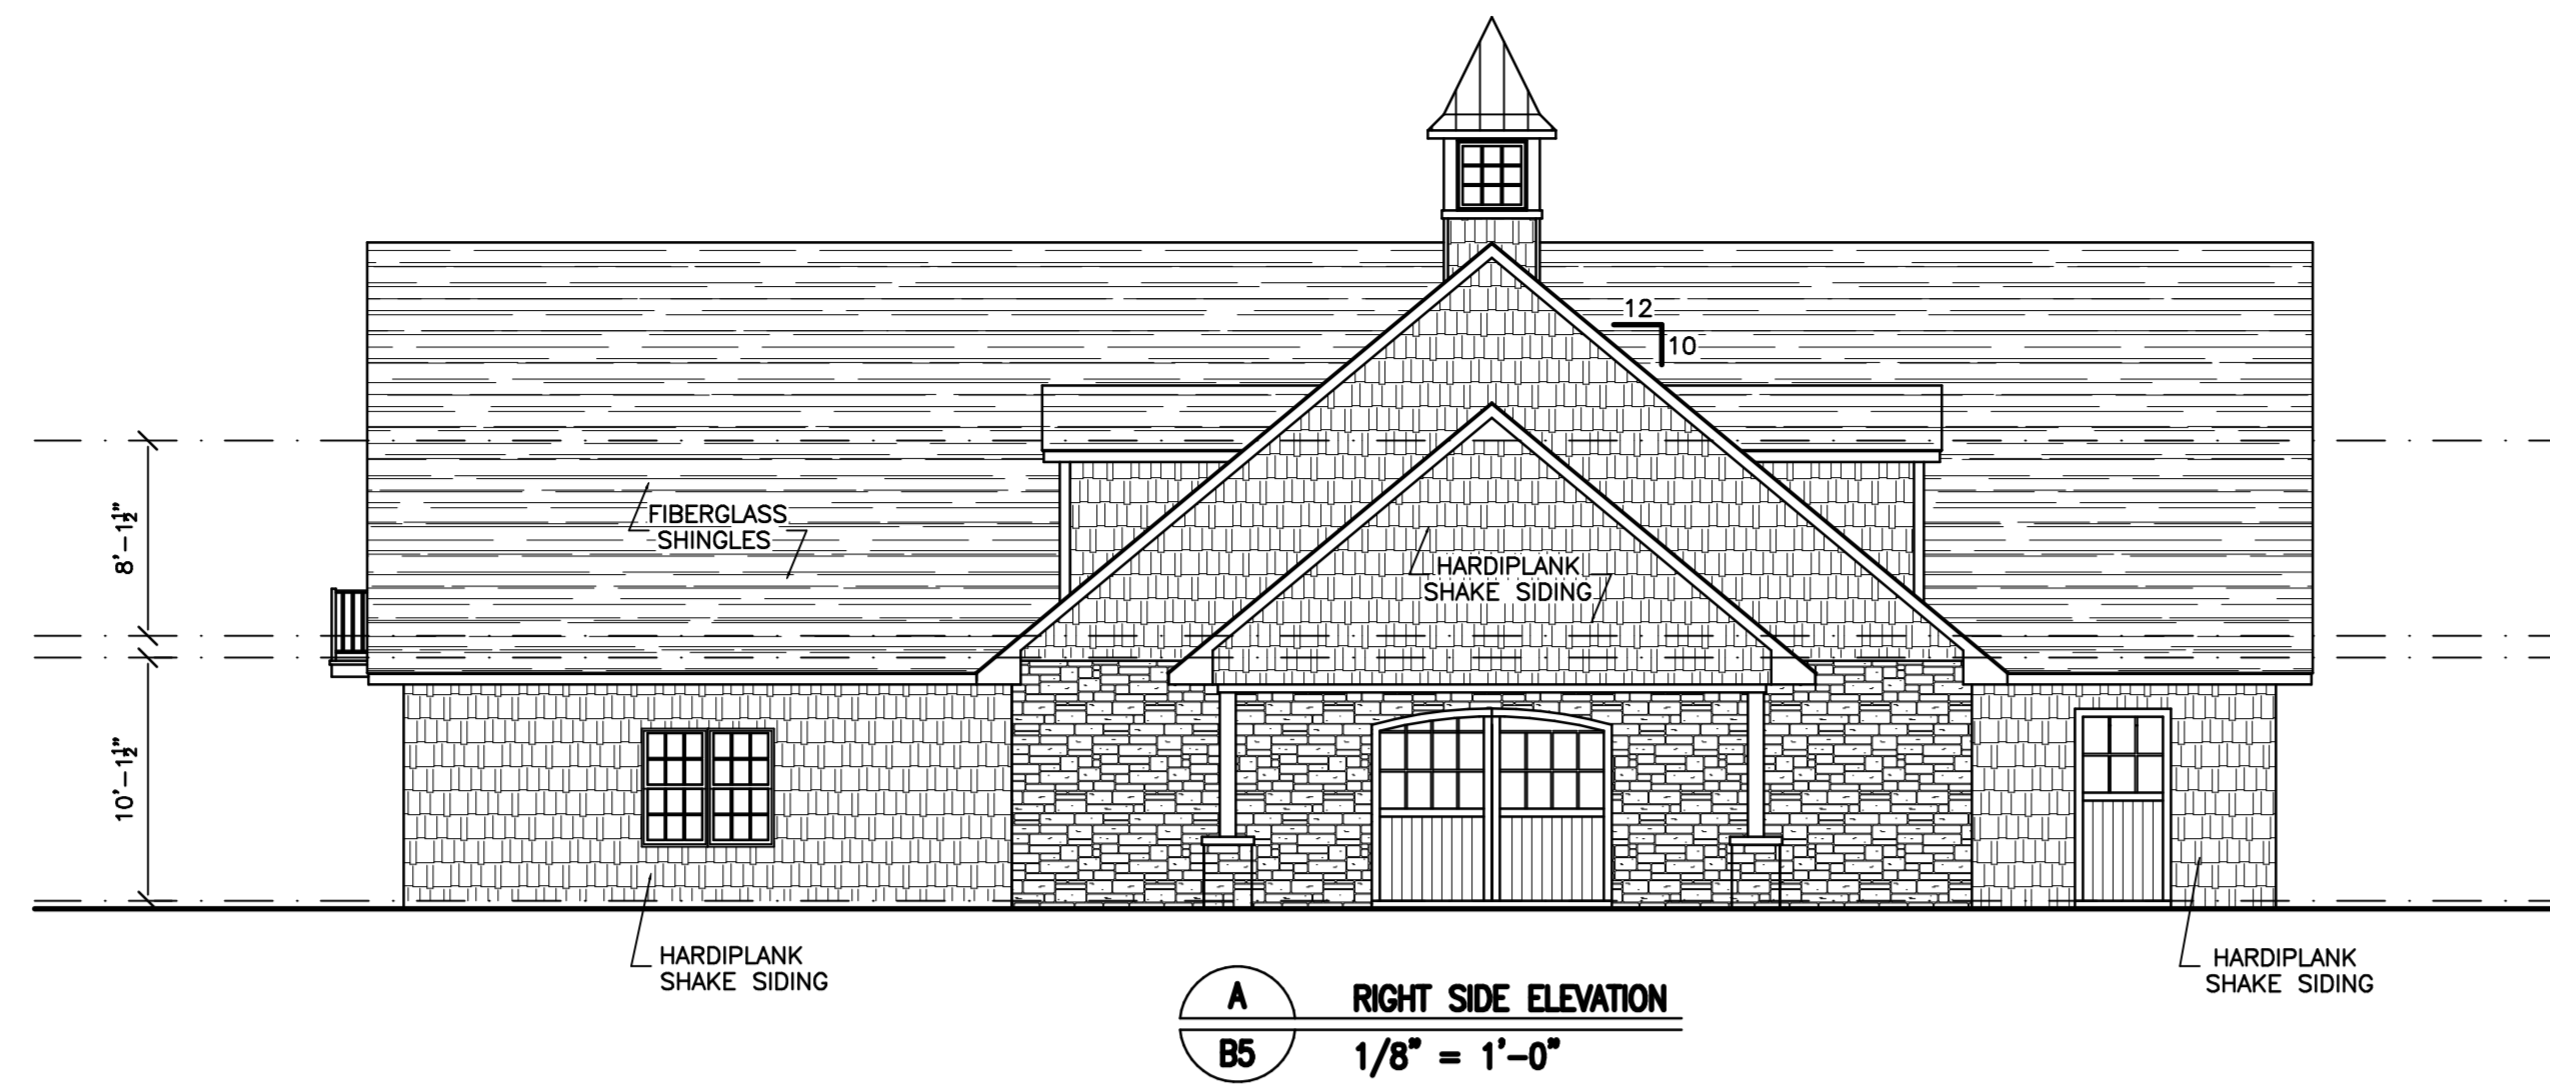 12
10
8'-1½"
FIBERGLASS
SHINGLES
HARDIPLANK
SHAKE SIDING
10'-1½"
HARDIPLANK
SHAKE SIDING
HARDIPLANK
SHAKE SIDING
A
RIGHT SIDE ELEVATION
B5
1/8" = 1'-0"